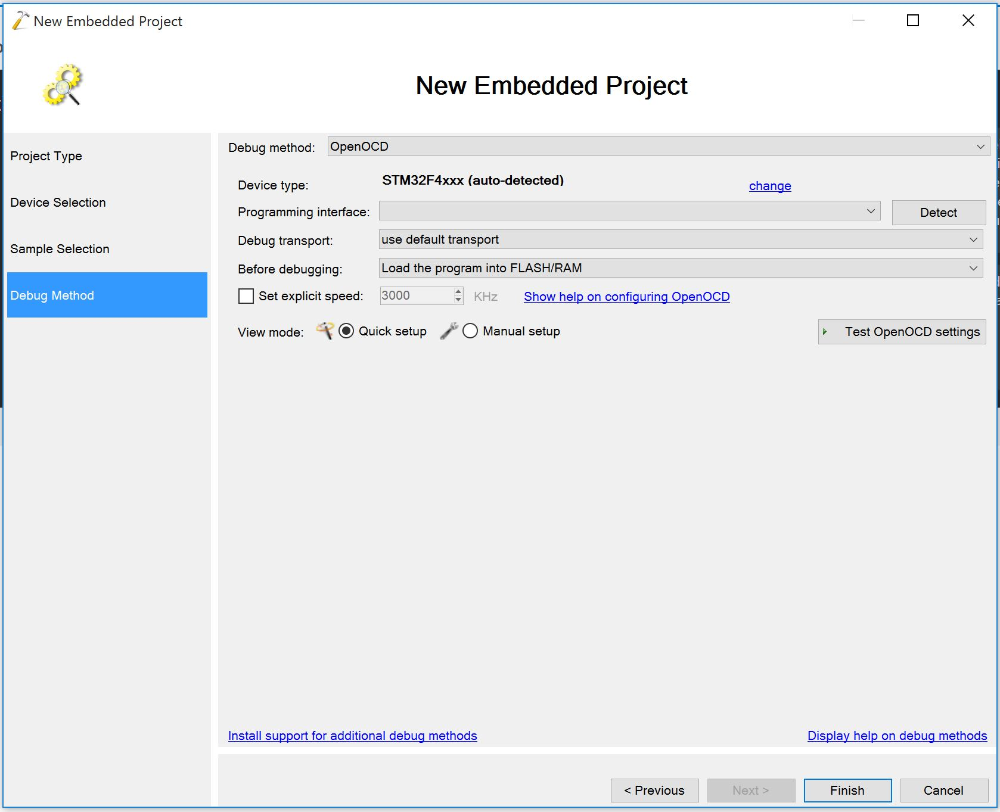 New Embedded Project
New Embedded Project
Project Type
Device Selection
Sample Selection
Debug Method
Debug method: OpenOCD
Device type: STM32F4xxx (auto-detected) change
Programming interface: Detect
Debug transport: use default transport
Before debugging: Load the program into FLASH/RAM
Set explicit speed: 3000 KHz Show help on configuring OpenOCD
View mode: Quick setup Manual setup Test OpenOCD settings
Install support for additional debug methods Display help on debug methods
< Previous Next > Finish Cancel